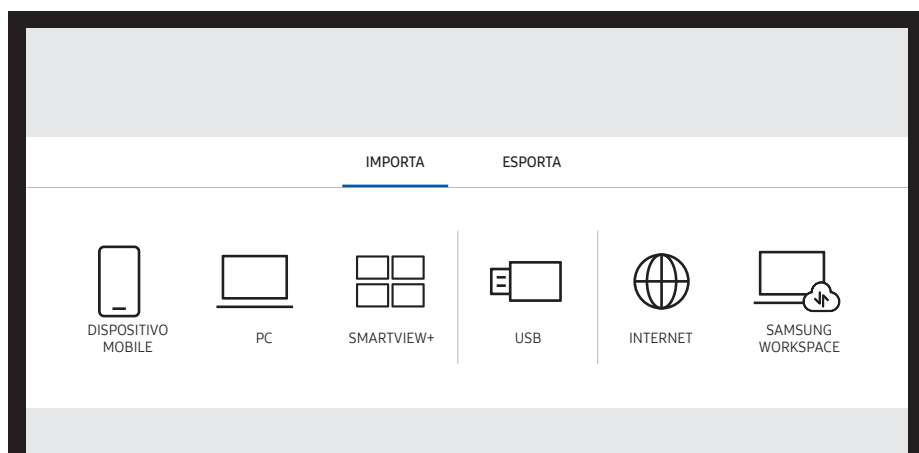 IMPORTA
ESPORTA
DISPOSITIVO
MOBILE
PC
SMARTVIEW+
USB
INTERNET
SAMSUNG
WORKSPACE